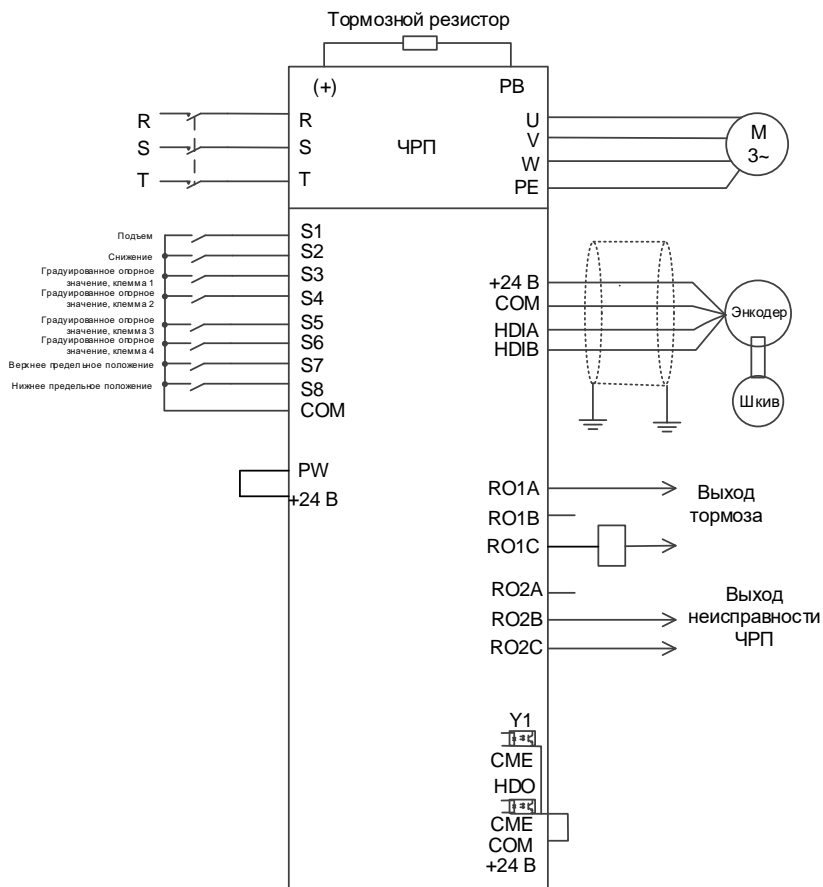 Тормозной резистор
(+)
PB
R
S
T
R
S
T
ЧРП
U
V
W
PE
М
3~
Подъем
Снижение
Градуированное опорное
значение, клемма 1
Градуированное опорное
значение, клемма 2
Градуированное опорное
значение, клемма 3
Градуированное опорное
значение, клемма 4
Верхнее предельное положение
Нижнее предельное положение
S1
S2
S3
S4
S5
S6
S7
S8
COM
PW
+24 В
+24 В
COM
HDIA
HDIB
Энкодер
Шкив
RO1A
RO1B
RO1C
Выход
тормоза
RO2A
RO2B
RO2C
Выход
неисправности
ЧРП
Y1
CME
HDO
CME
COM
+24 В